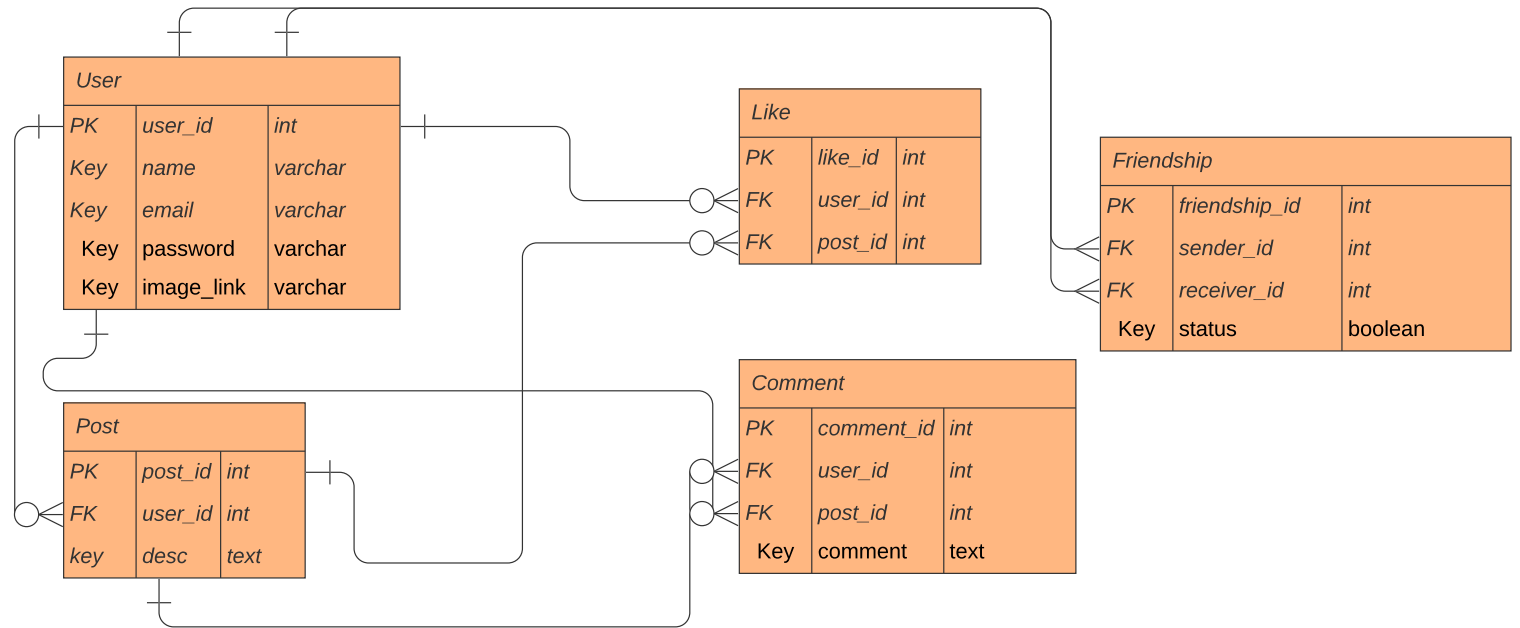 User
PK user_id int
Key name varchar
Key email varchar
Key password varchar
Key image_link varchar
Like
PK like_id int
FK user_id int
FK post_id int
Friendship
PK friendship_id int
FK sender_id int
FK receiver_id int
Key status boolean
Post
PK post_id int
FK user_id int
key desc text
Comment
PK comment_id int
FK user_id int
FK post_id int
Key comment text